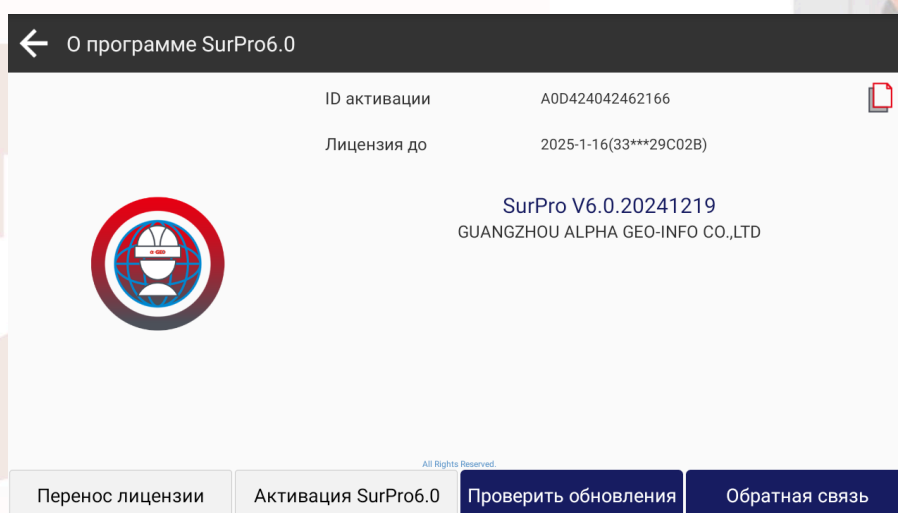 О программе SurPro6.0
ID активации A0D424042462166
Лицензия до 2025-1-16(33***29C02B)
SurPro V6.0.20241219
GUANGZHOU ALPHA GEO-INFO CO.,LTD
All Rights Reserved.
Перенос лицензии Активация SurPro6.0 Проверить обновления Обратная связь